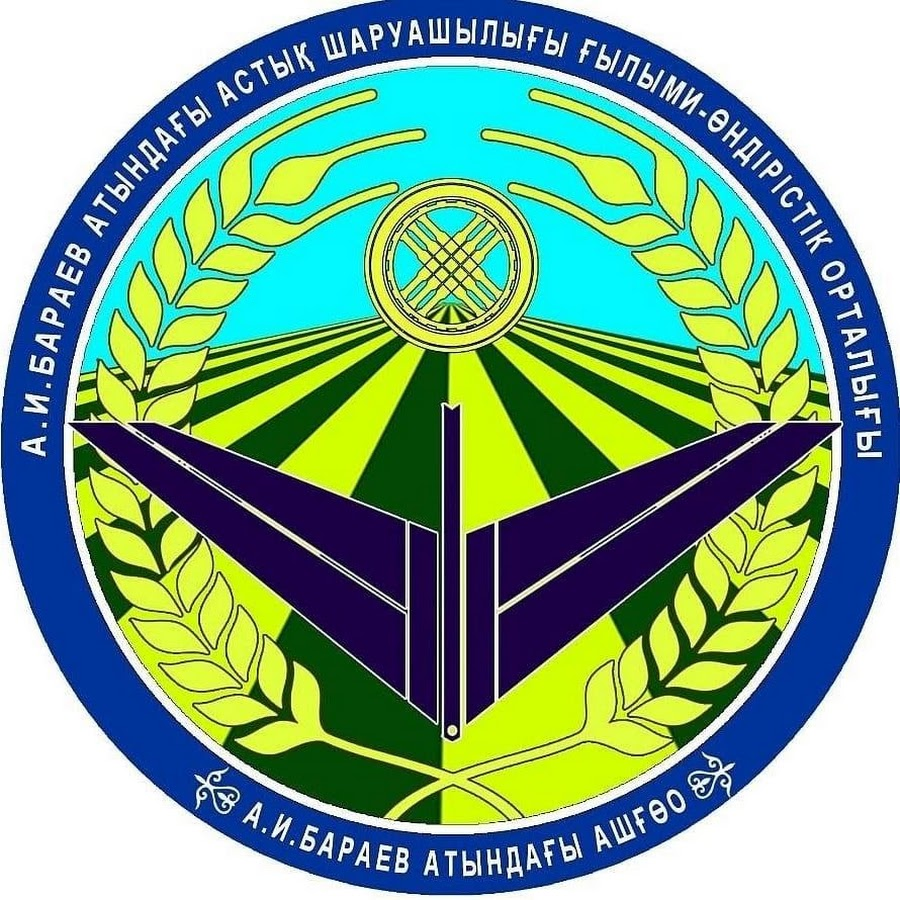 А.И.БАРАЕВ АТЫНДАҒЫ АСТЫҚ ШАРУАШЫЛЫҒЫ ҒЫЛЫМИ-ӨНДІРІСТІК ОРТАЛЫҒЫ
А.И.БАРАЕВ АТЫНДАҒЫ АШҒӨО